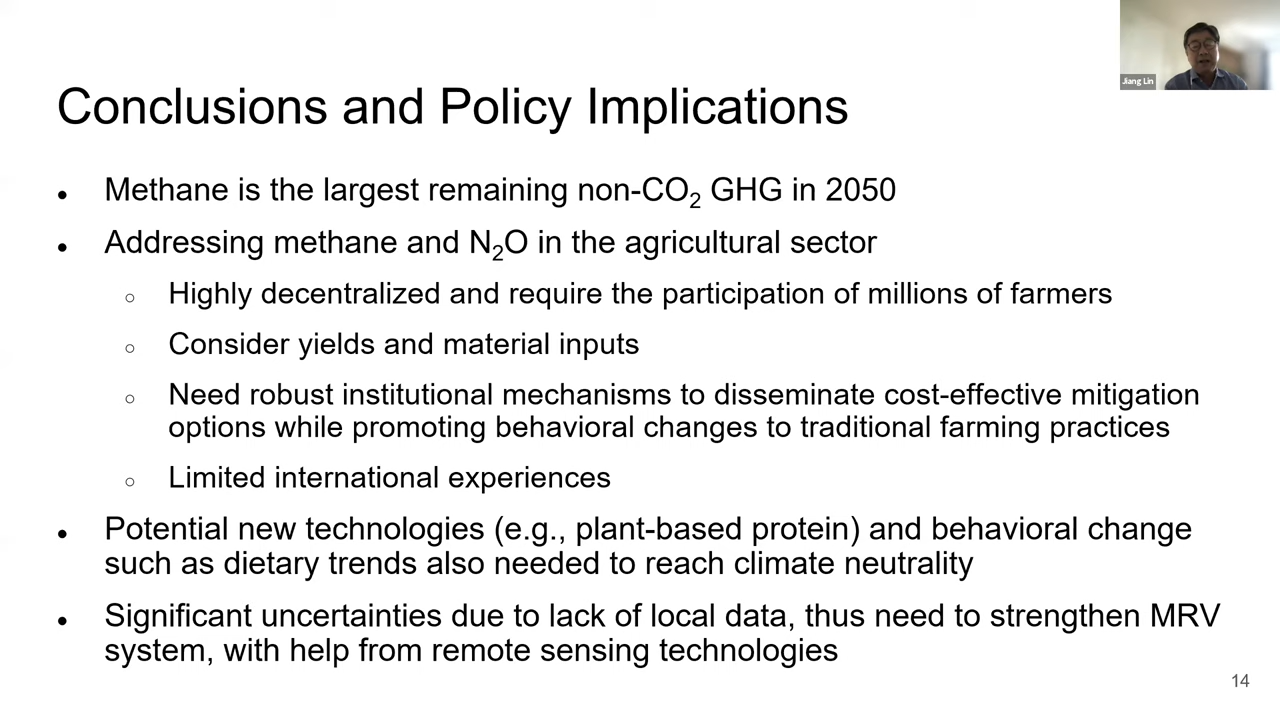 Jiang Lin
Conclusions and Policy Implications
● Methane is the largest remaining non-CO₂ GHG in 2050
● Addressing methane and N₂O in the agricultural sector
○ Highly decentralized and require the participation of millions of farmers
○ Consider yields and material inputs
○ Need robust institutional mechanisms to disseminate cost-effective mitigation
options while promoting behavioral changes to traditional farming practices
○ Limited international experiences
● Potential new technologies (e.g., plant-based protein) and behavioral change
such as dietary trends also needed to reach climate neutrality
● Significant uncertainties due to lack of local data, thus need to strengthen MRV
system, with help from remote sensing technologies
14